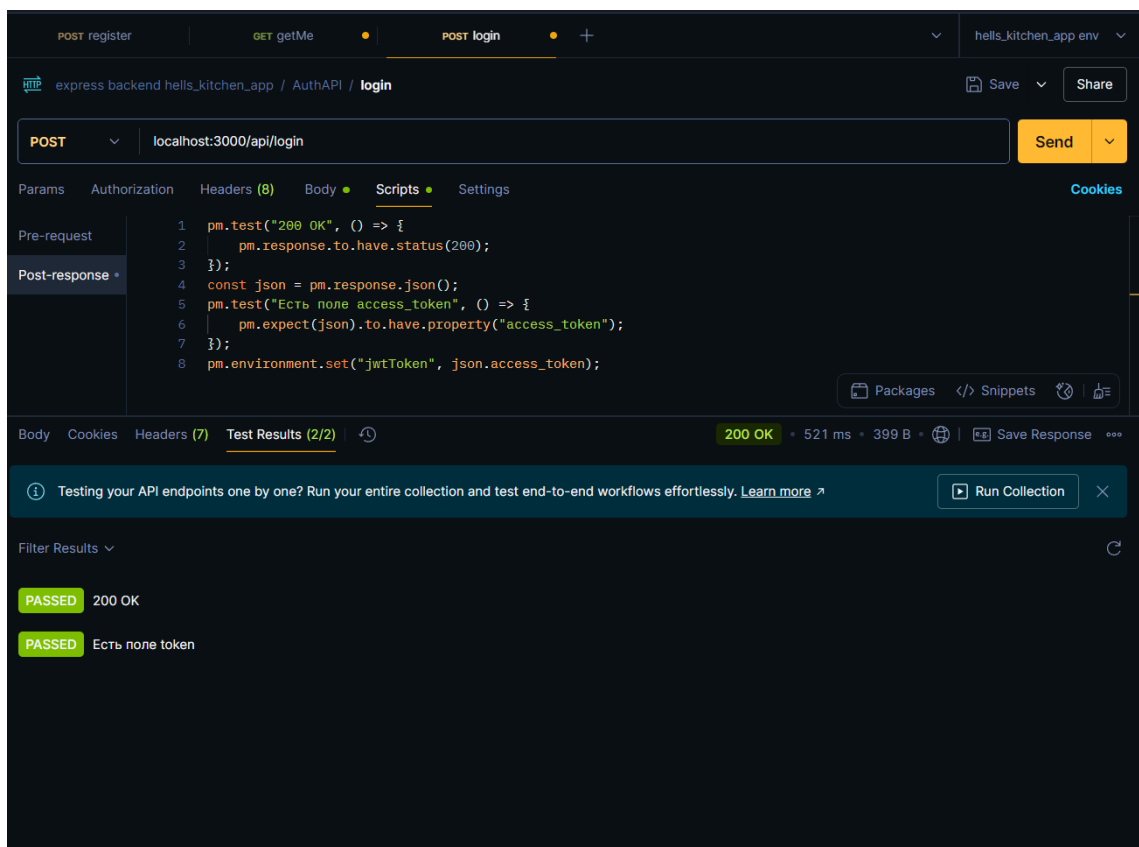 POST register GET getMe POST login hells_kitchen_app env
HTTP express backend hells_kitchen_app / AuthAPI / login Save Share
POST localhost:3000/api/login Send
Params Authorization Headers (8) Body Scripts Settings Cookies
Pre-request
Post-response
1 pm.test("200 OK", () => {
2 pm.response.to.have.status(200);
3 });
4 const json = pm.response.json();
5 pm.test("Есть поле access_token", () => {
6 pm.expect(json).to.have.property("access_token");
7 });
8 pm.environment.set("jwtToken", json.access_token);
Packages </> Snippets
Body Cookies Headers (7) Test Results (2/2) 200 OK • 521 ms • 399 B • e.g. Save Response
Testing your API endpoints one by one? Run your entire collection and test end-to-end workflows effortlessly. Learn more Run Collection
Filter Results
PASSED 200 OK
PASSED Есть поле token